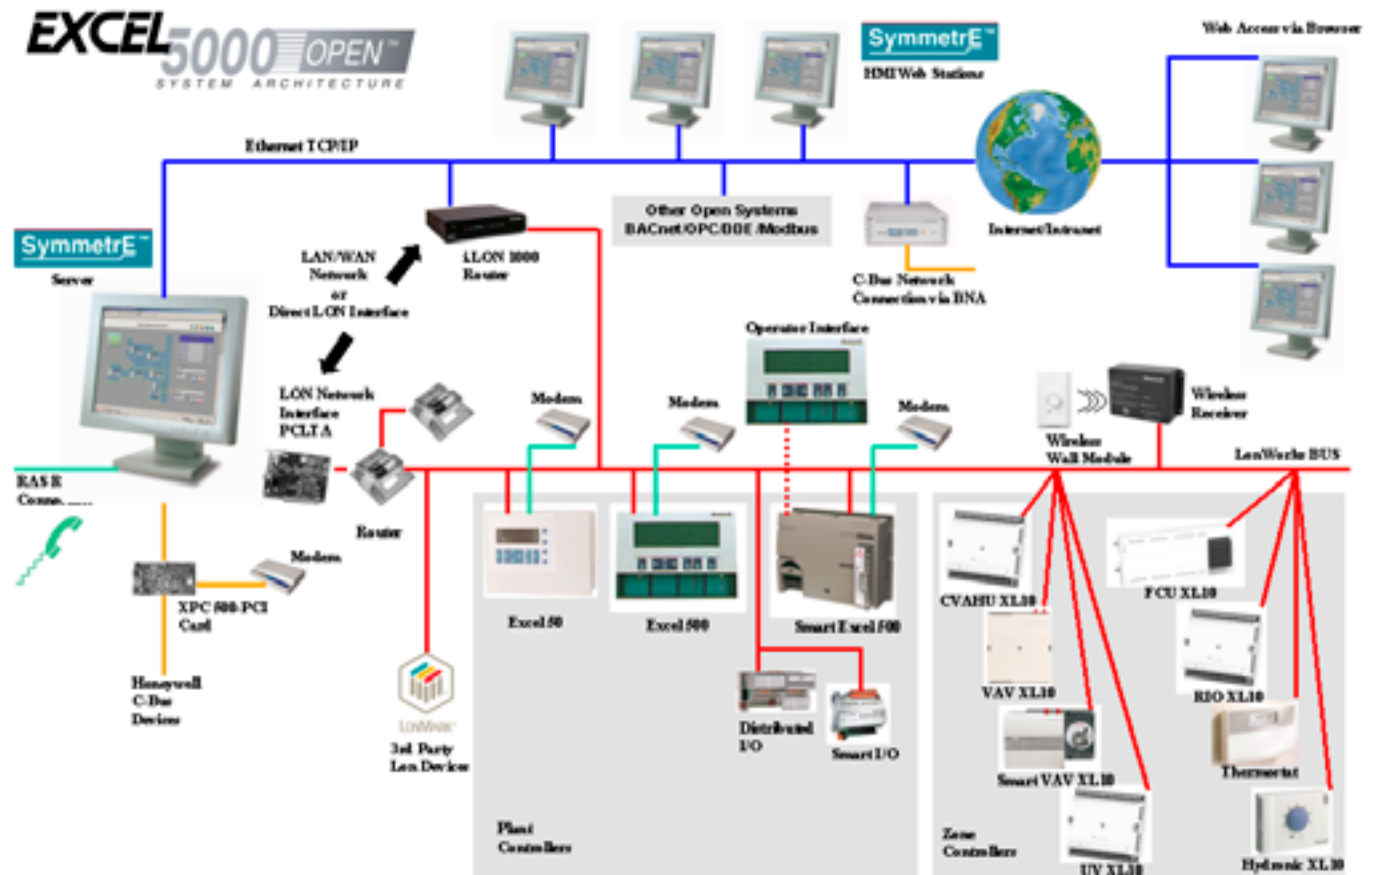 EXCEL
5000 OPEN™
SYSTEM ARCHITECTURE
SymmetrE™
HMI Web Stations
Web Access via Browser
Ethernet TCP/IP
Other Open Systems
BACnet/OPC/DDE/Modbus
Internet/Intranet
SymmetrE™
Server
LAN/WAN
Network
or
Direct LON Interface
i.LON 1000
Router
C-Bus Network
Connection via BNA
Operator Interface
LON Network
Interface
PCLTA
Modem
Modem
Modem
Wireless
Receiver
Wireless
Wall Module
LonWorks BUS
RAS R
Router
Modem
XPC 500-PCI
Card
Honeywell
C-Bus
Devices
LONMARK
3rd Party
Lon Devices
Excel 50
Excel 500
Smart Excel 500
Distributed
I/O
Smart I/O
Plant
Controllers
CVAHU XL10
FCU XL10
VAV XL10
RIO XL10
Smart VAV XL10
Thermostat
UV XL10
Hydronic XL10
Zone
Controllers